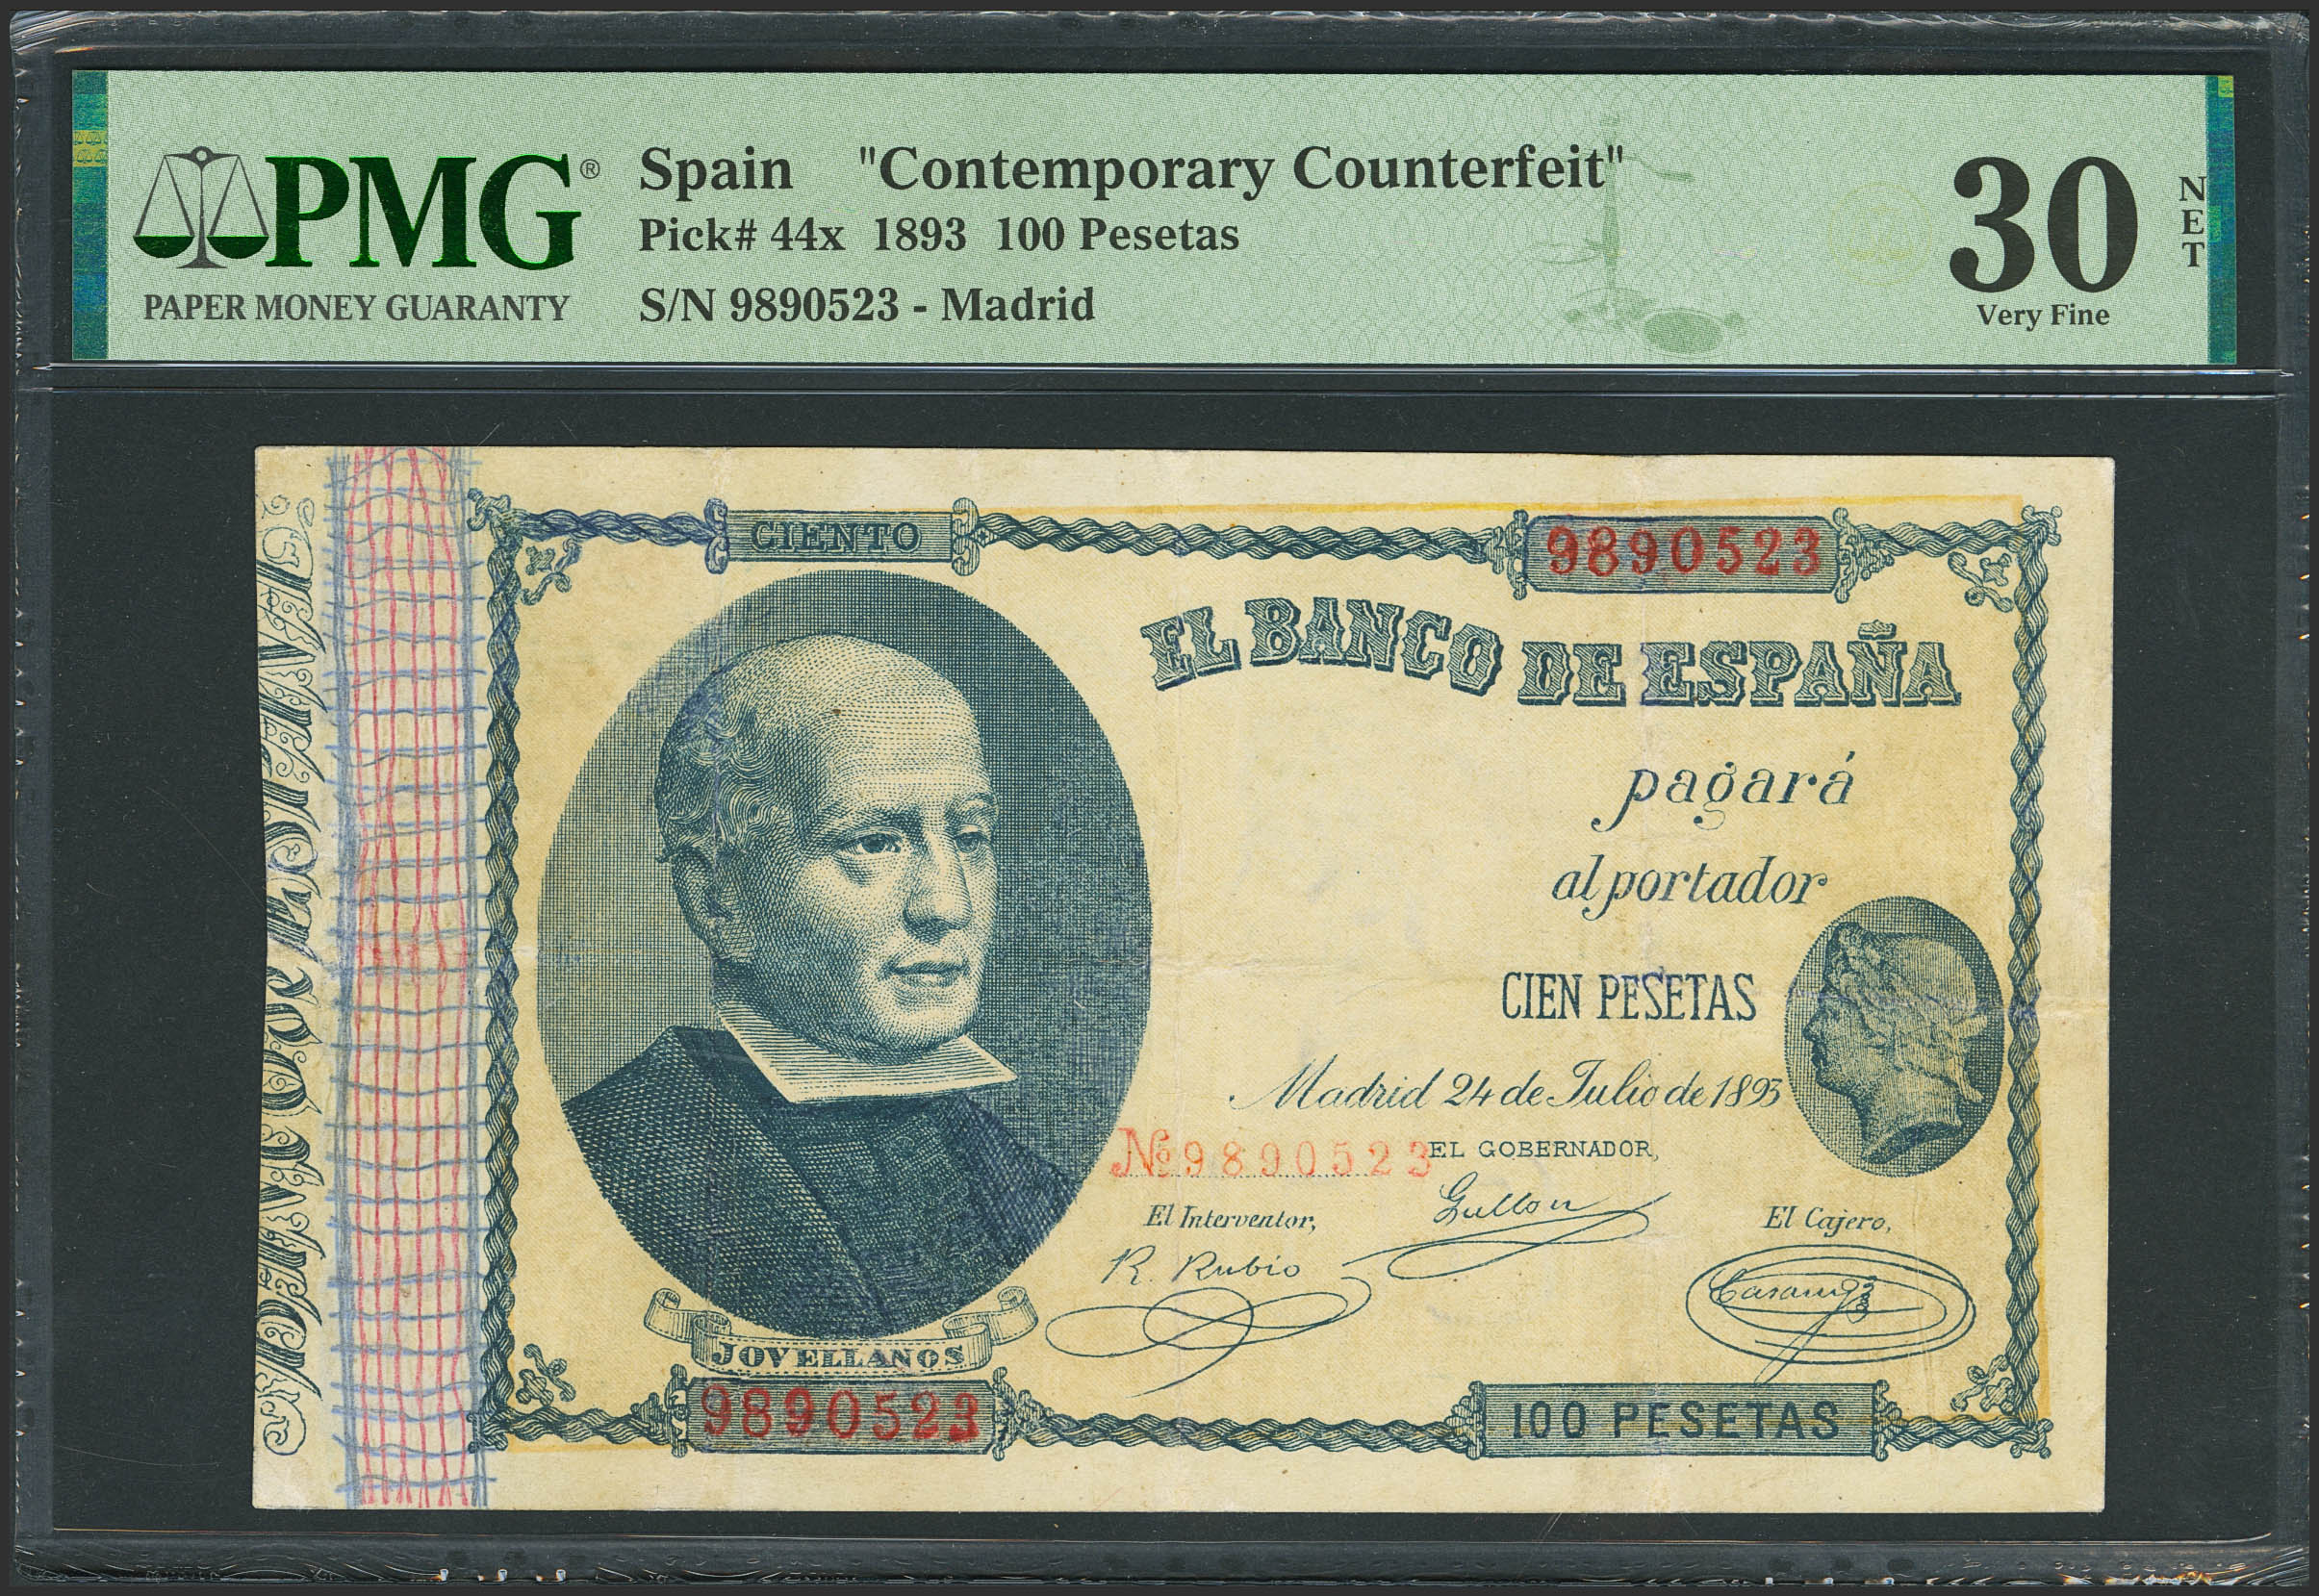 PMG®
PAPER MONEY GUARANTY
Spain "Contemporary Counterfeit"
Pick# 44x 1893 100 Pesetas
S/N 9890523 - Madrid
30
NET
Very Fine
CIENTO
9890523
EL BANCO DE ESPAÑA
pagará
al portador
CIEN PESETAS
Madrid 24 de Julio de 1893
No 9890523
EL GOBERNADOR,
Gullon
El Interventor,
R. Rubio
El Cajero,
JOVELLANOS
9890523
100 PESETAS